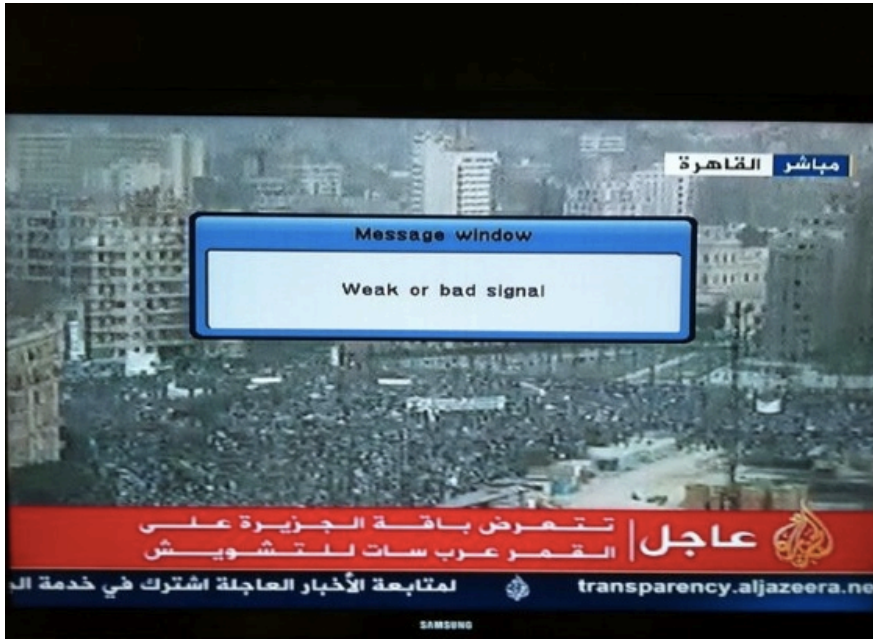 مباشر القاهرة
Message window
Weak or bad signal
عاجل
تتعرض باقة الجزيرة على
القمر عرب سات للتشويش
transparency.aljazeera.ne
لمتابعة الأخبار العاجلة اشترك في خدمة
SAMSUNG